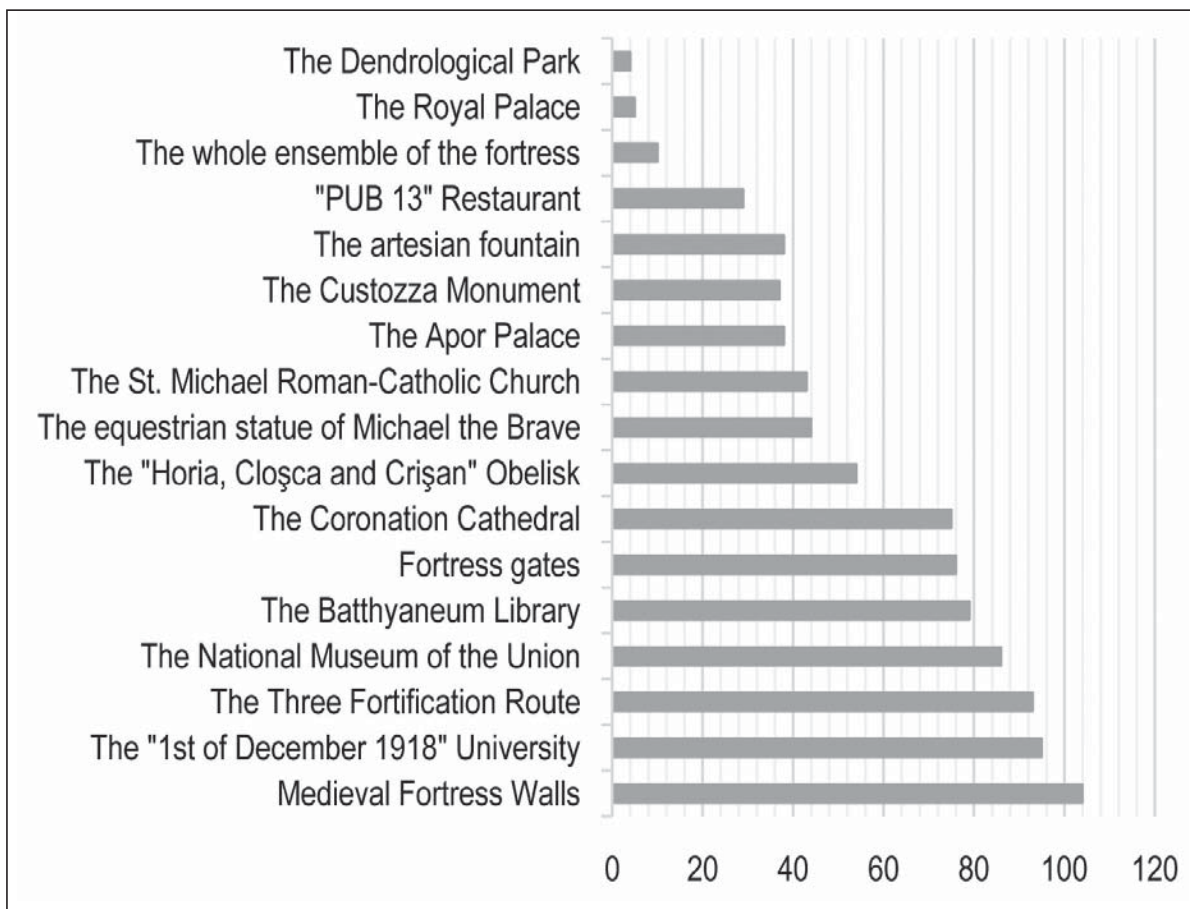 The Dendrological Park
The Royal Palace
The whole ensemble of the fortress
"PUB 13" Restaurant
The artesian fountain
The Custozza Monument
The Apor Palace
The St. Michael Roman-Catholic Church
The equestrian statue of Michael the Brave
The "Horia, Cloşca and Crişan" Obelisk
The Coronation Cathedral
Fortress gates
The Batthyaneum Library
The National Museum of the Union
The Three Fortification Route
The "1st of December 1918" University
Medieval Fortress Walls
0 20 40 60 80 100 120